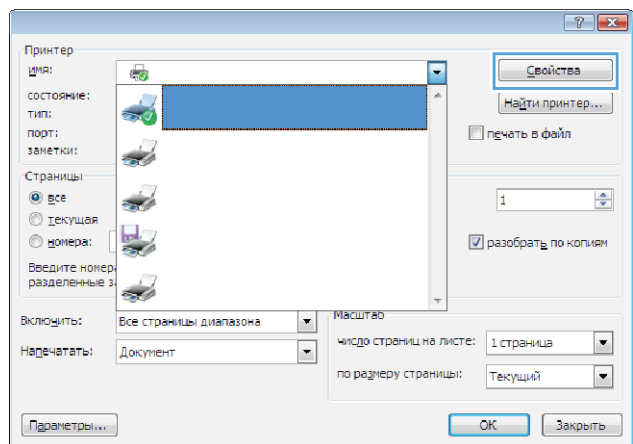 Принтер
имя:
Свойства
состояние:
Найти принтер...
тип:
порт:
печать в файл
заметки:
Страницы
все
1
текущая
номера:
разобрать по копиям
Введите
разделенные
Включить: Все страницы диапазона
Масштаб
число страниц на листе: 1 страница
Напечатать: Документ
по размеру страницы: Текущий
Параметры...
ОК
Закрыть